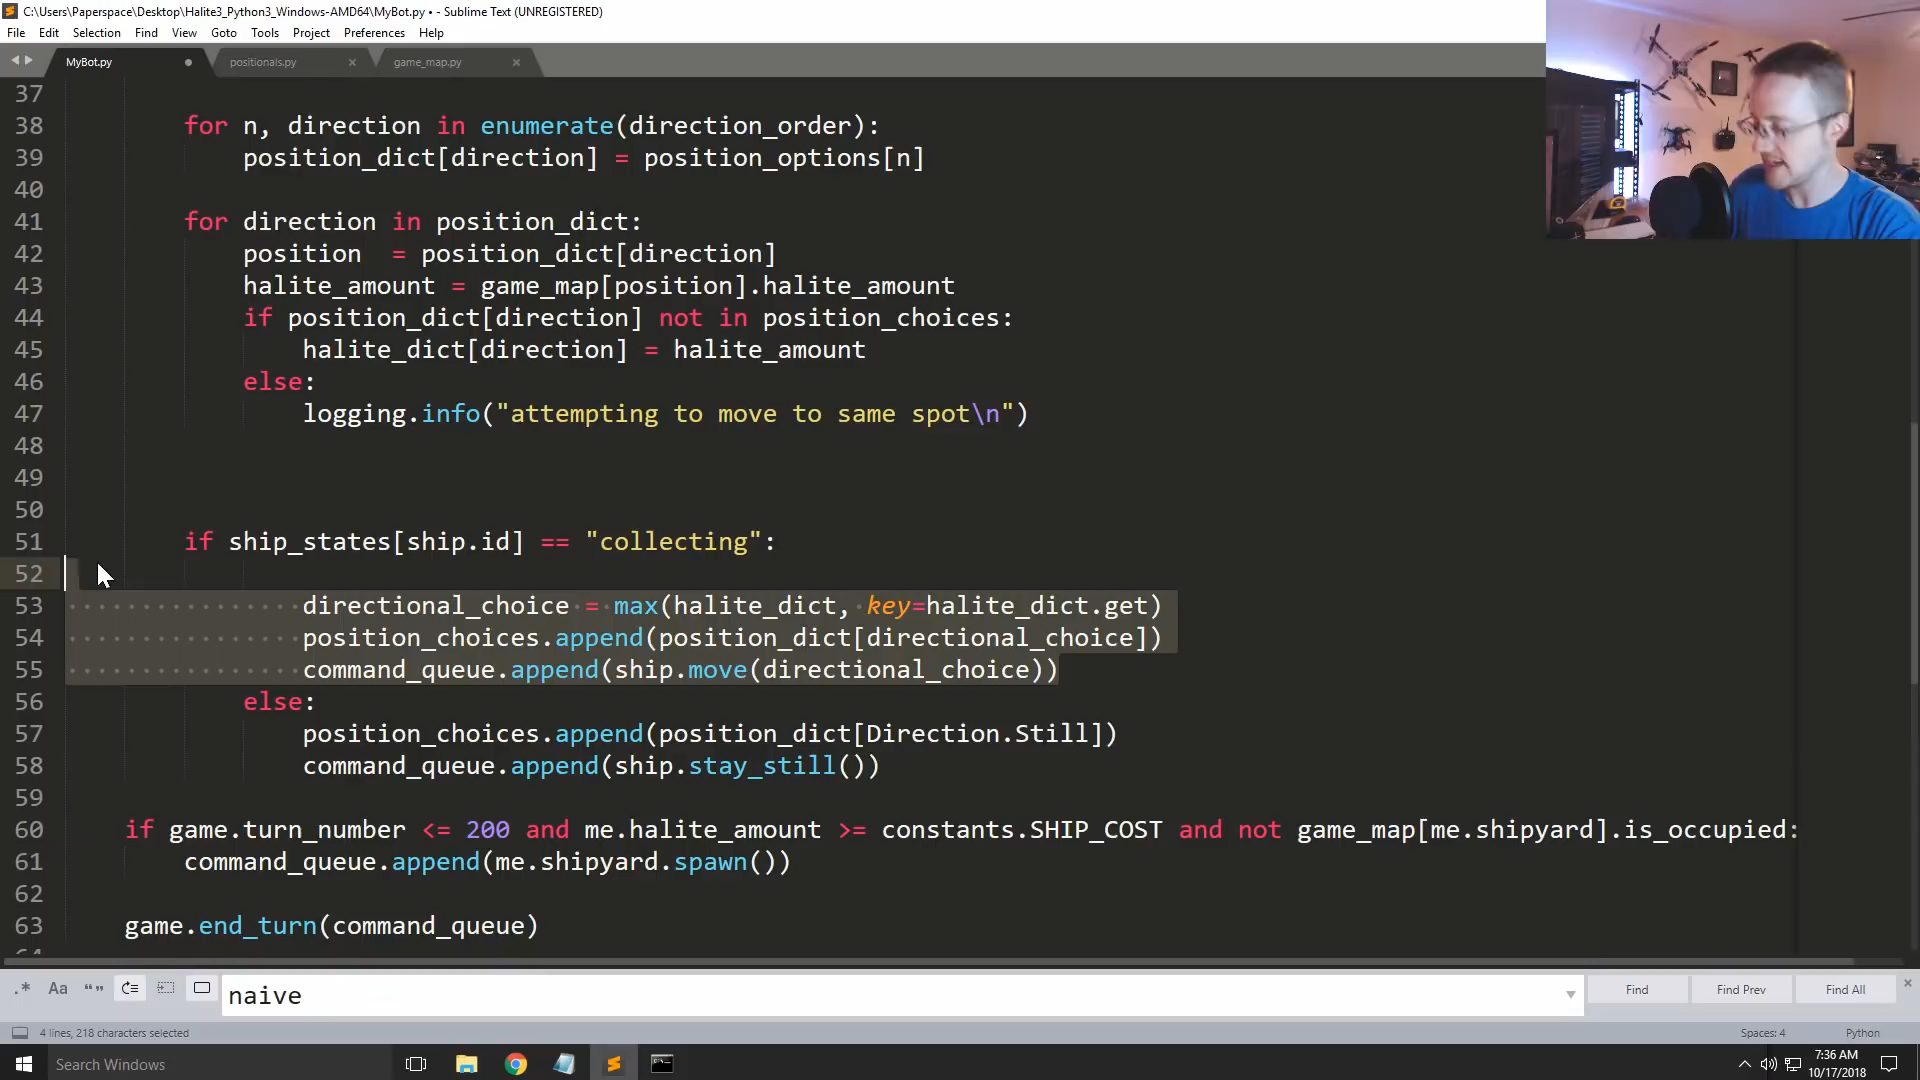 C:\Users\Paperspace\Desktop\Halite3_Python3_Windows-AMD64\MyBot.py • - Sublime Text (UNREGISTERED)
File Edit Selection Find View Goto Tools Project Preferences Help
MyBot.py positionals.py game_map.py
37
38 for n, direction in enumerate(direction_order):
39 position_dict[direction] = position_options[n]
40
41 for direction in position_dict:
42 position  = position_dict[direction]
43 halite_amount = game_map[position].halite_amount
44 if position_dict[direction] not in position_choices:
45 halite_dict[direction] = halite_amount
46 else:
47 logging.info("attempting to move to same spot\n")
48
49
50
51 if ship_states[ship.id] == "collecting":
52
53 directional_choice = max(halite_dict, key=halite_dict.get)
54 position_choices.append(position_dict[directional_choice])
55 command_queue.append(ship.move(directional_choice))
56 else:
57 position_choices.append(position_dict[Direction.Still])
58 command_queue.append(ship.stay_still())
59
60 if game.turn_number <= 200 and me.halite_amount >= constants.SHIP_COST and not game_map[me.shipyard].is_occupied:
61 command_queue.append(me.shipyard.spawn())
62
63 game.end_turn(command_queue)
.* Aa “” naive Find Find Prev Find All
4 lines, 218 characters selected Spaces: 4 Python
Search Windows 7:36 AM
10/17/2018